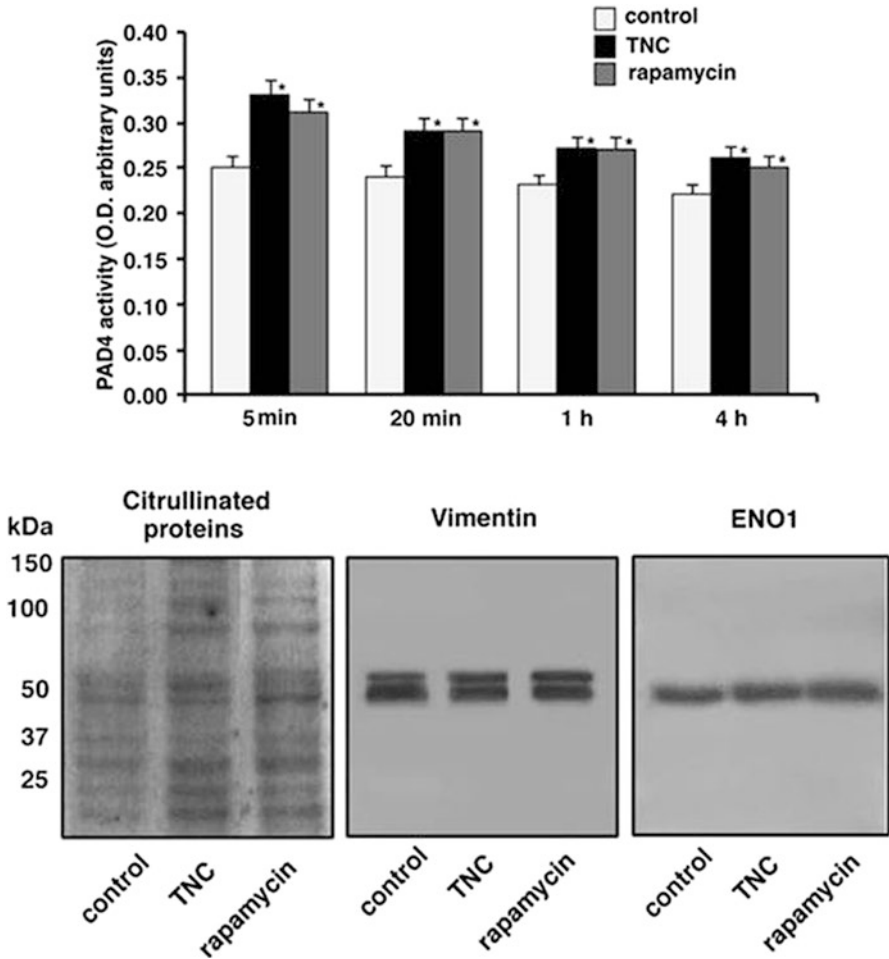 control
TNC
rapamycin
PAD4 activity (O.D. arbitrary units)
0.40
0.35
0.30
0.25
0.20
0.15
0.10
0.05
0.00
* * * * * * * *
5min 20 min 1 h 4 h
Citrullinated
proteins
Vimentin
ENO1
kDa
150
100
50
37
25
control TNC rapamycin
control TNC rapamycin
control TNC rapamycin